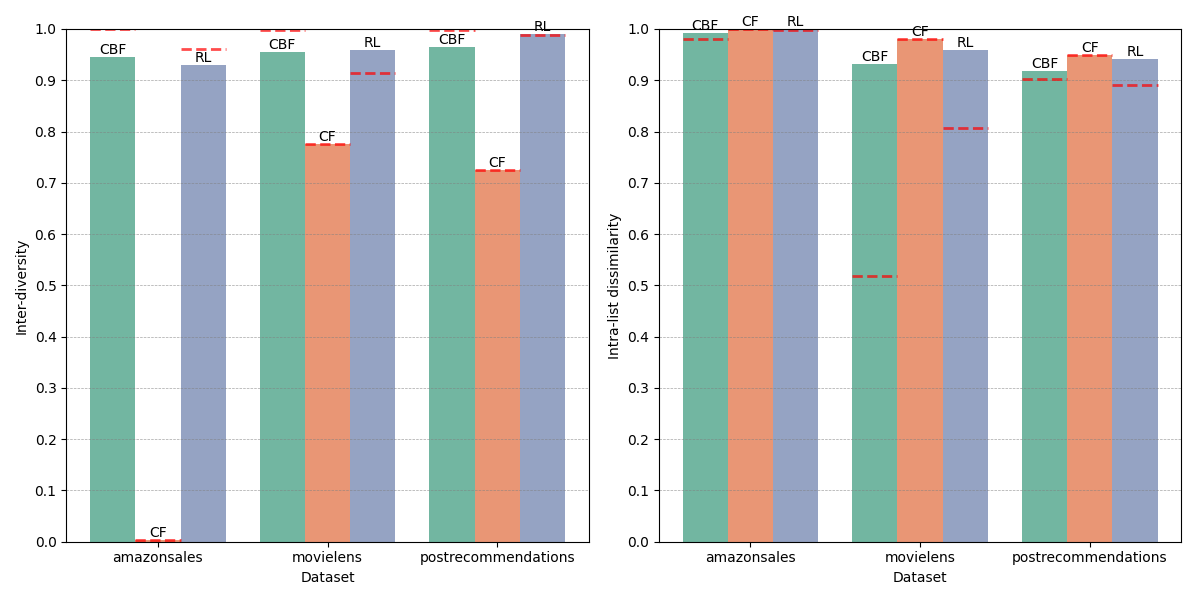 Inter-diversity
1.0
0.9
0.8
0.7
0.6
0.5
0.4
0.3
0.2
0.1
0.0
CBF
CF
RL
CBF
CF
RL
CBF
CF
RL
amazonsales
movielens
postrecommendations
Dataset
Intra-list dissimilarity
1.0
0.9
0.8
0.7
0.6
0.5
0.4
0.3
0.2
0.1
0.0
CBF
CF
RL
CBF
CF
RL
CBF
CF
RL
amazonsales
movielens
postrecommendations
Dataset